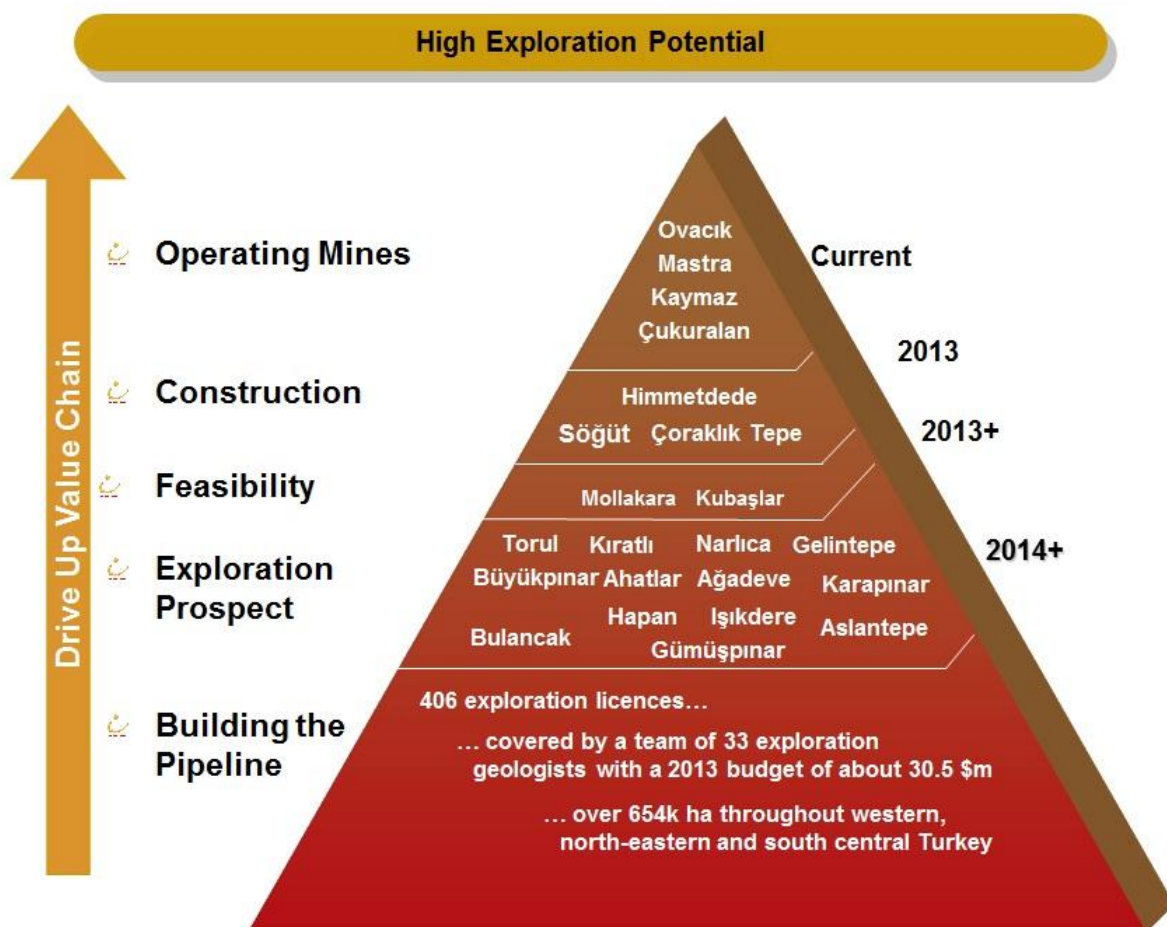 High Exploration Potential
Drive Up Value Chain
Operating Mines
Construction
Feasibility
Exploration
Prospect
Building the
Pipeline
Ovacık
Mastra
Kaymaz
Çukuralan
Himmetdede
Söğüt Çoraklık Tepe
Mollakara Kubaşlar
Torul Kıratlı Narlıca Gelintepe
Büyükpınar Ahatlar Ağadeve Karapınar
Hapan Işıkdere Aslantepe
Bulancak
Gümüşpınar
406 exploration licences…
… covered by a team of 33 exploration
geologists with a 2013 budget of about 30.5 $m
… over 654k ha throughout western,
north-eastern and south central Turkey
Current
2013
2013+
2014+